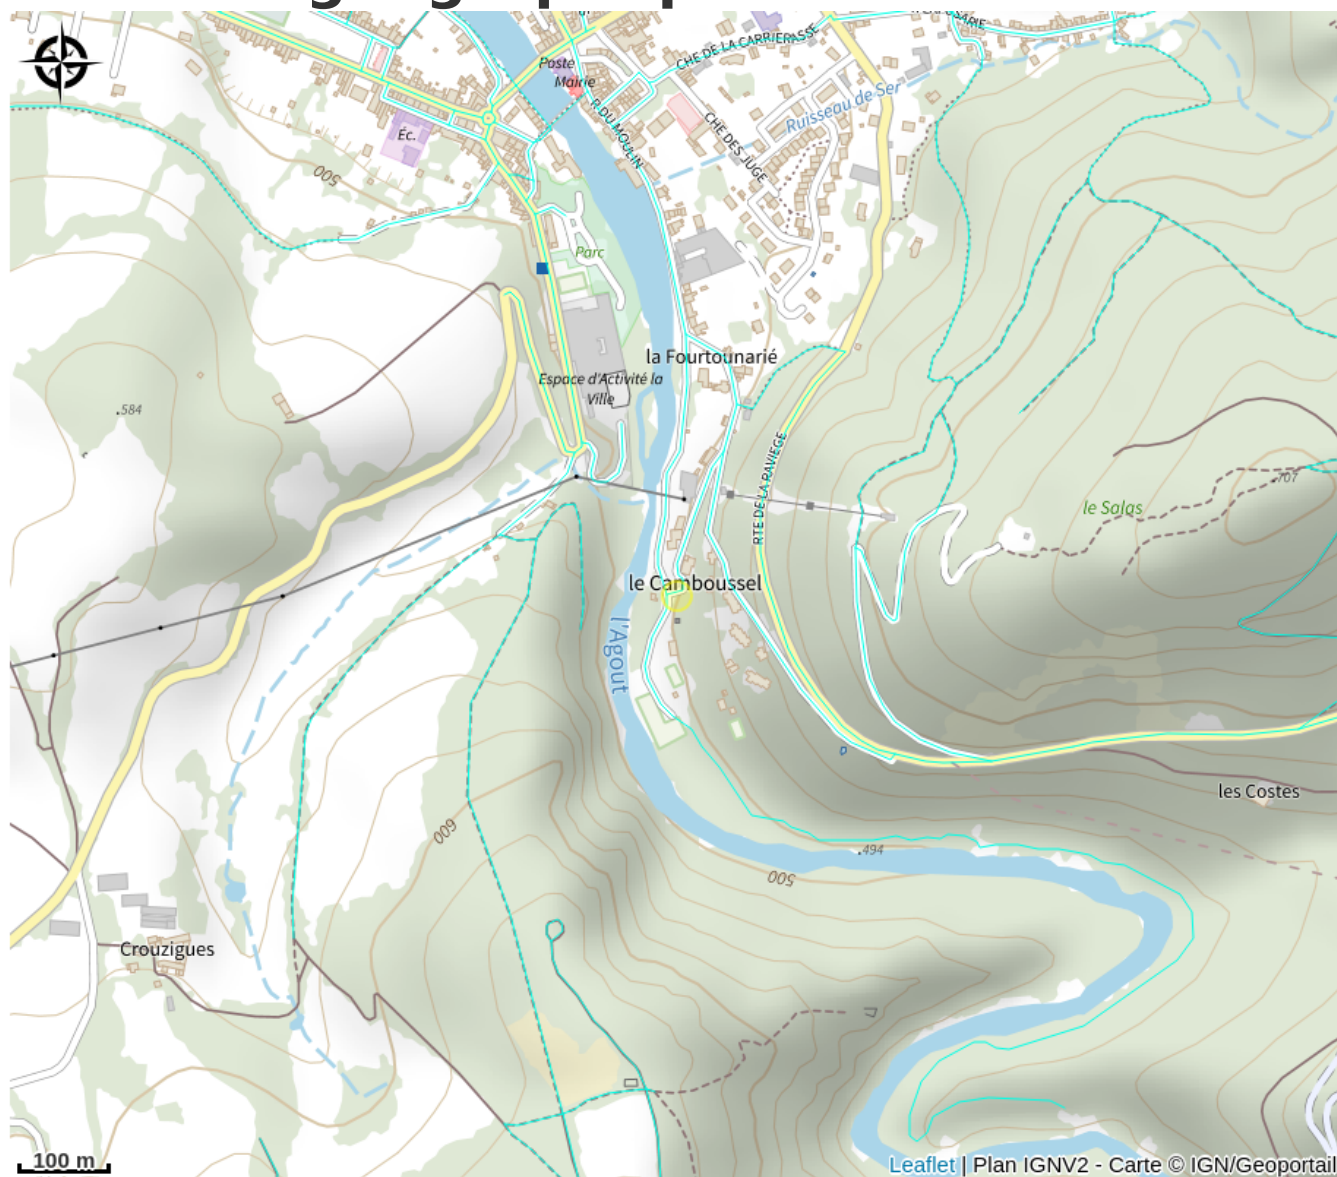 CHE DE LA CARRIERASSE
Poste
Mairie
R DU MOULIN
Ruisseau de Ser
Éc.
CHE DES JUGE
500
Parc
la Fourtounarié
Espace d'Activité la
Ville
.584
RTE DE LA RAVIEGE
.707
le Salas
le Camboussel
l'Agout
les Costes
600
.494
500
Crouzigues
100 m
Leaflet | Plan IGNV2 - Carte © IGN/Geoportail